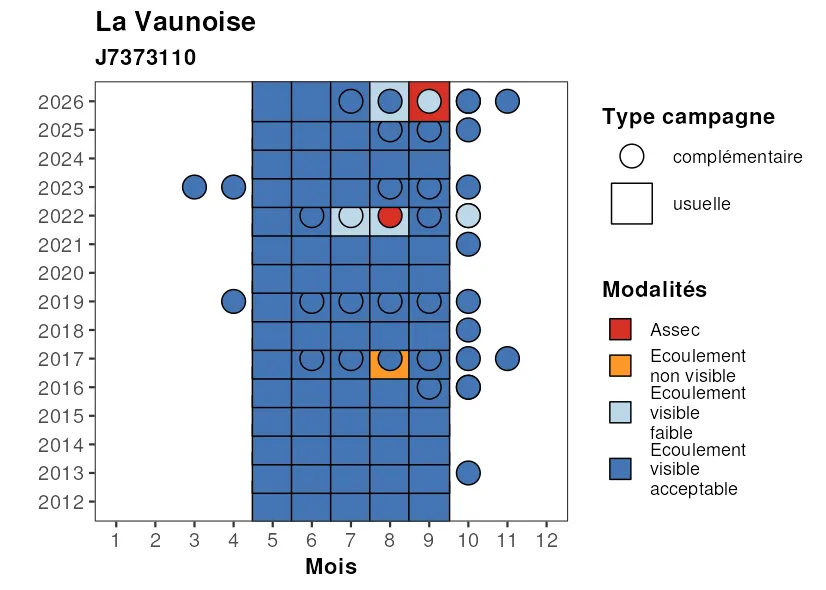 La Vaunoise
J7373110
2026
2025
2024
2023
2022
2021
2020
2019
2018
2017
2016
2015
2014
2013
2012
1 2 3 4 5 6 7 8 9 10 11 12
Mois
Type campagne
complémentaire
usuelle
Modalités
Assec
Ecoulement
non visible
Ecoulement
visible
faible
Ecoulement
visible
acceptable